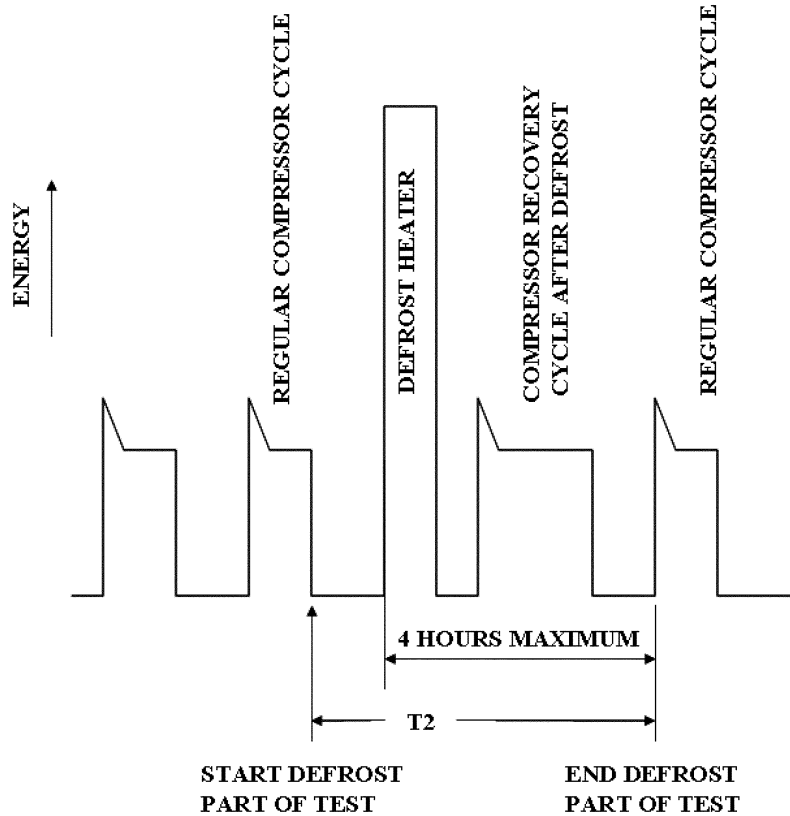 ENERGY
REGULAR COMPRESSOR CYCLE
DEFROST HEATER
COMPRESSOR RECOVERY
CYCLE AFTER DEFROST
REGULAR COMPRESSOR CYCLE
4 HOURS MAXIMUM
T2
START DEFROST
PART OF TEST
END DEFROST
PART OF TEST